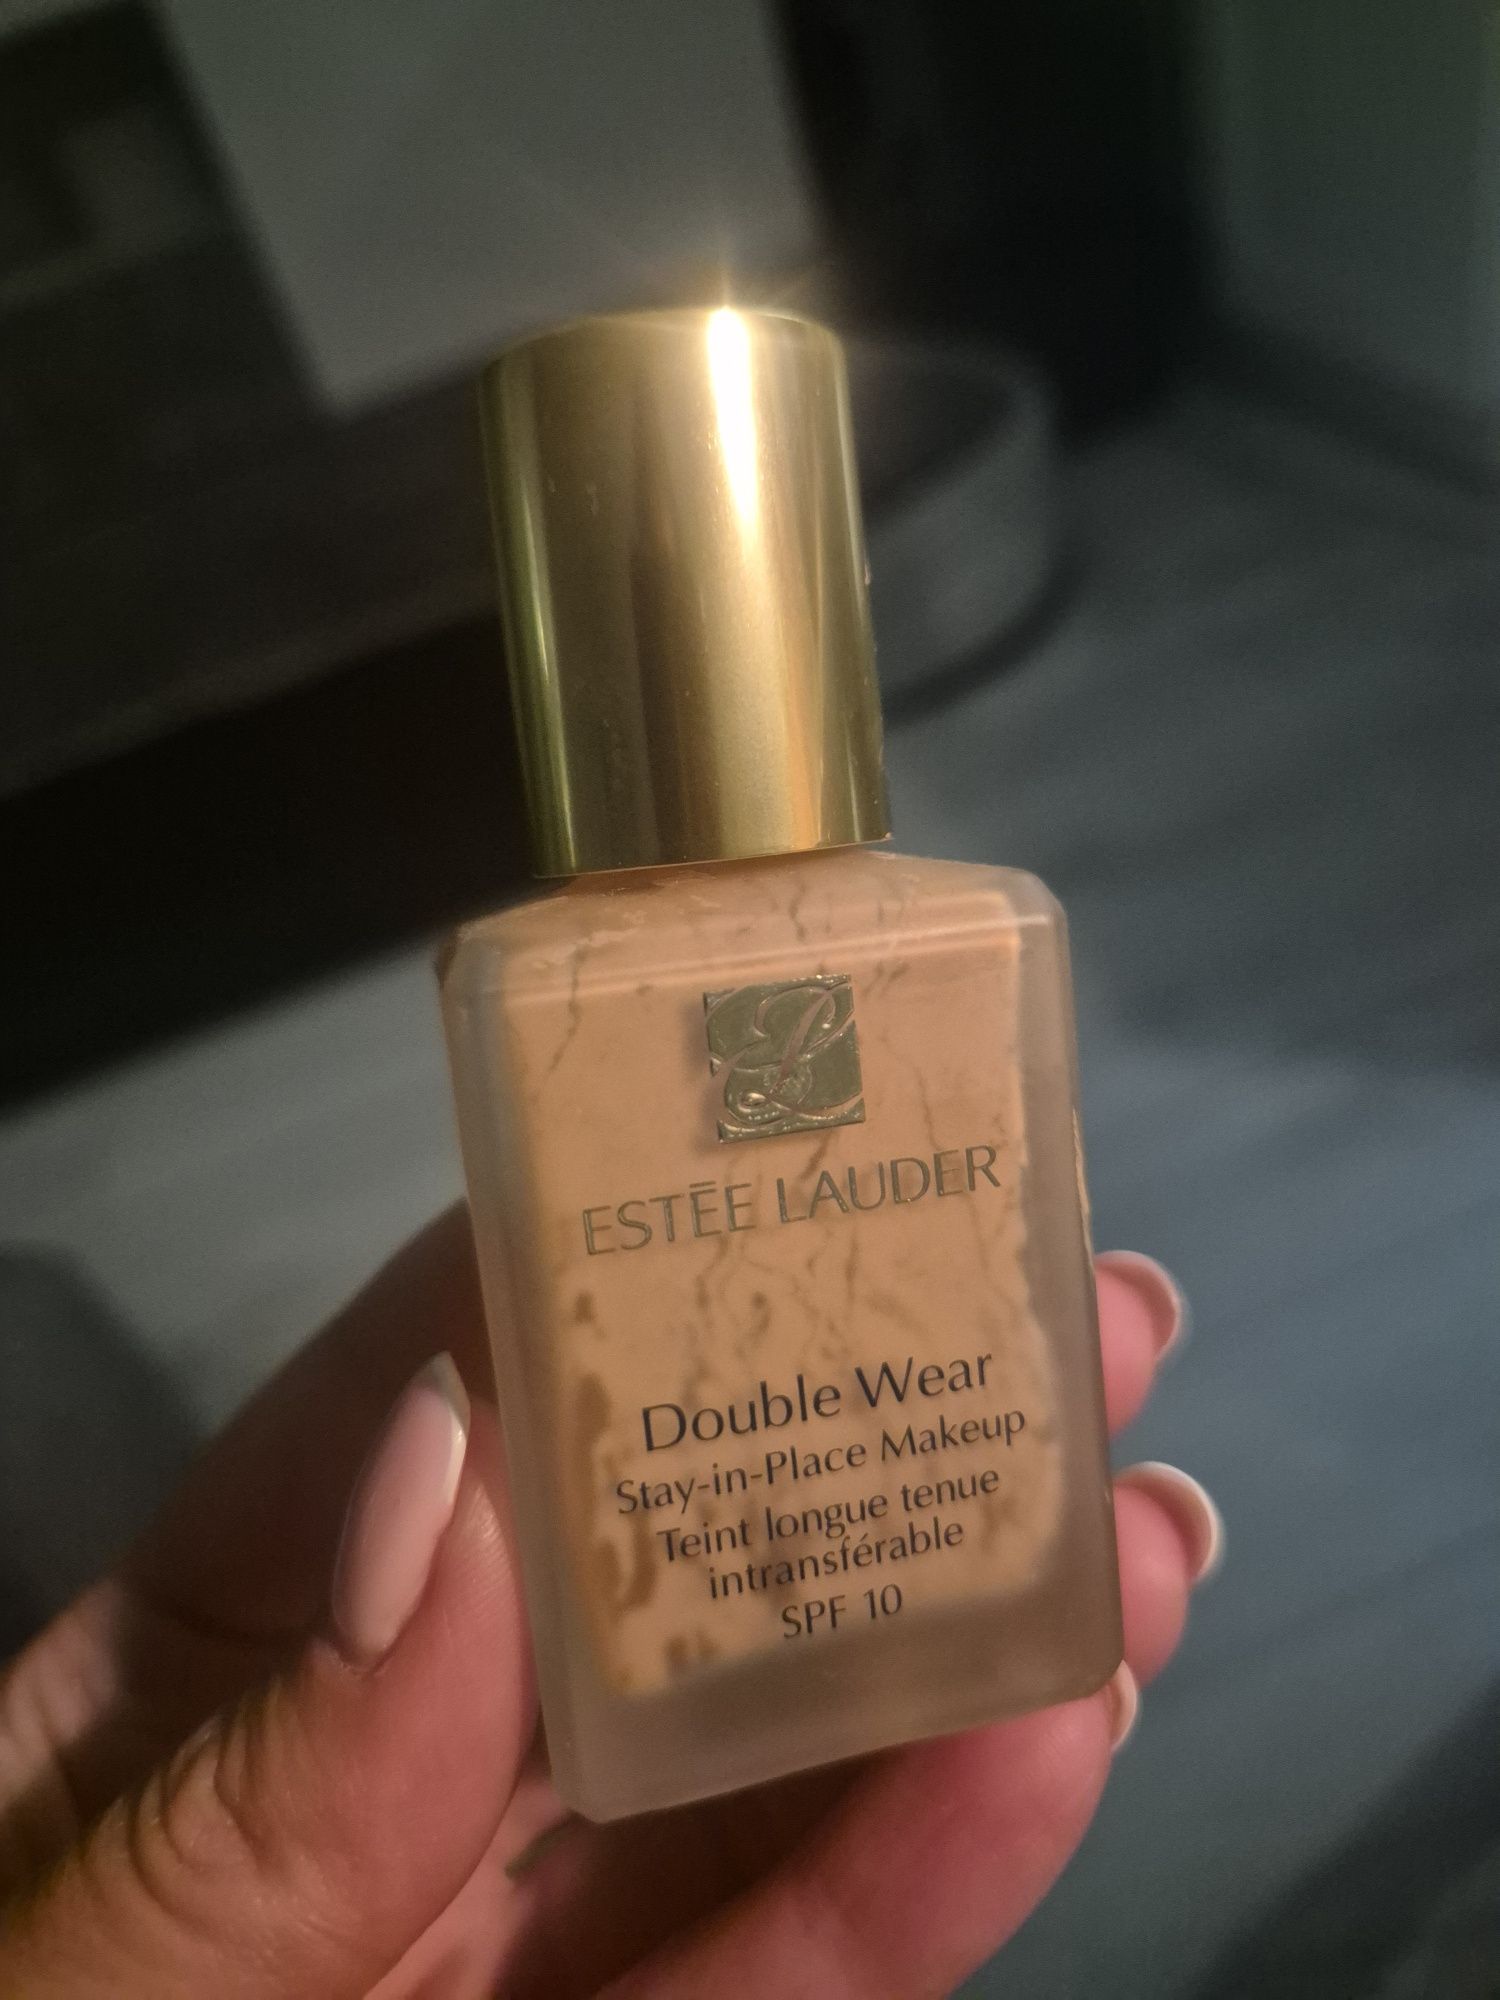 ESTĒE LAUDER
Double Wear
Stay-in-Place Makeup
Teint longue tenue
intransférable
SPF 10